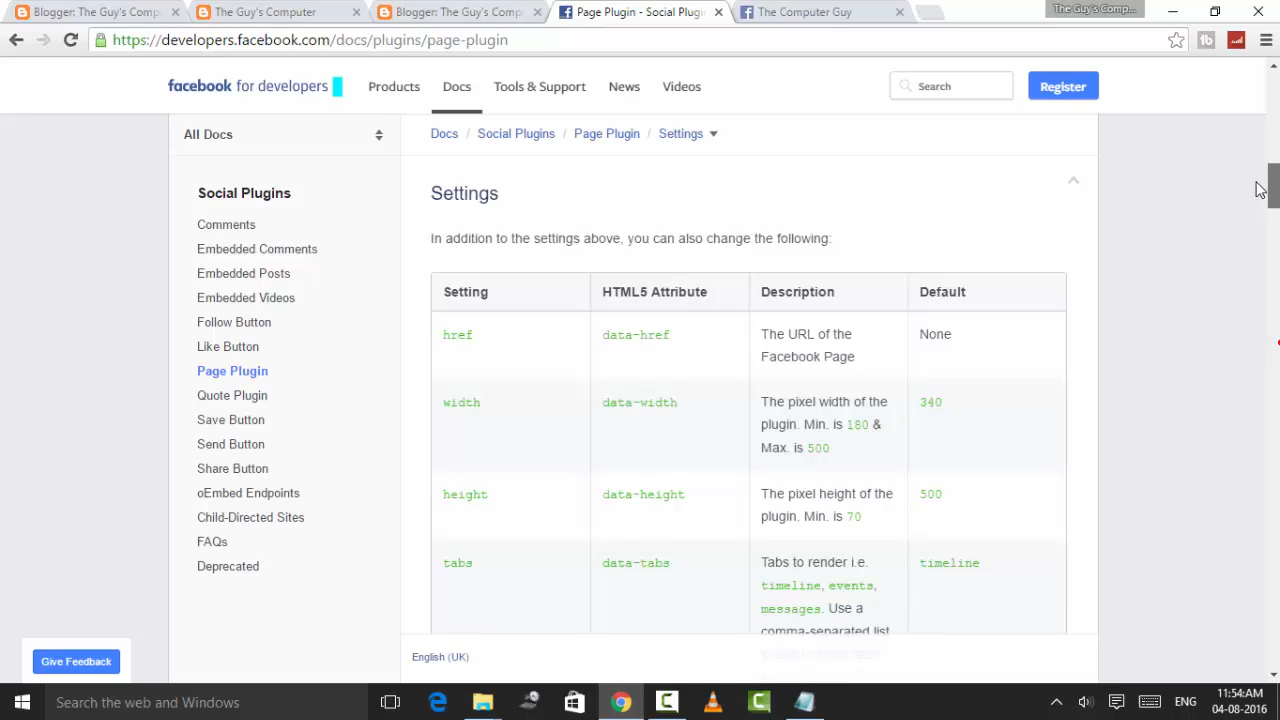 Blogger: The Guy's Comp
The Guy's Computer
Blogger: The Guy's Comp
Page Plugin - Social Plugi
The Computer Guy
The Guy's Comp...
https://developers.facebook.com/docs/plugins/page-plugin
facebook for developers
Products
Docs
Tools & Support
News
Videos
Search
Register
All Docs
Docs / Social Plugins / Page Plugin / Settings
Social Plugins
Comments
Embedded Comments
Embedded Posts
Embedded Videos
Follow Button
Like Button
Page Plugin
Quote Plugin
Save Button
Send Button
Share Button
oEmbed Endpoints
Child-Directed Sites
FAQs
Deprecated
Settings
In addition to the settings above, you can also change the following:
Setting HTML5 Attribute Description Default
href data-href The URL of the None
Facebook Page
width data-width The pixel width of the 340
plugin. Min. is 180 &
Max. is 500
height data-height The pixel height of the 500
plugin. Min. is 70
tabs data-tabs Tabs to render i.e. timeline
timeline, events,
messages. Use a
comma-separated list
Give Feedback
English (UK)
Search the web and Windows
ENG
11:54 AM
04-08-2016